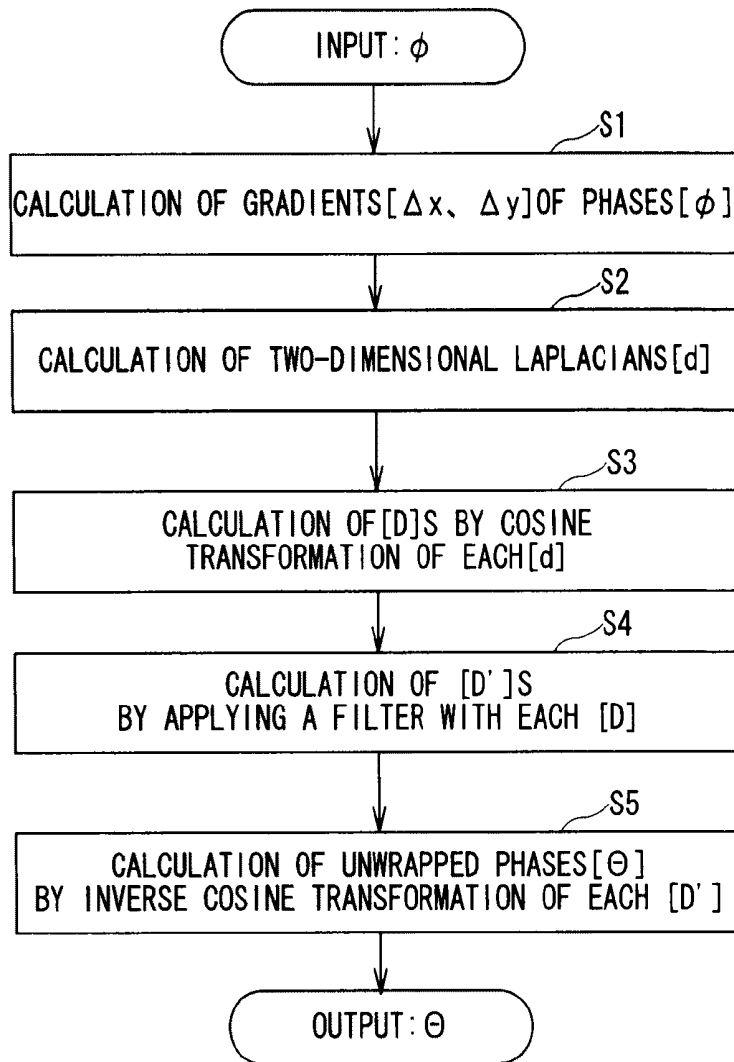 INPUT: ϕ
S1
CALCULATION OF GRADIENTS[Δx、Δy]OF PHASES[ϕ]
S2
CALCULATION OF TWO-DIMENSIONAL LAPLACIANS[d]
S3
CALCULATION OF[D]S BY COSINE
TRANSFORMATION OF EACH[d]
S4
CALCULATION OF [D']S
BY APPLYING A FILTER WITH EACH [D]
S5
CALCULATION OF UNWRAPPED PHASES[Θ]
BY INVERSE COSINE TRANSFORMATION OF EACH [D']
OUTPUT: Θ